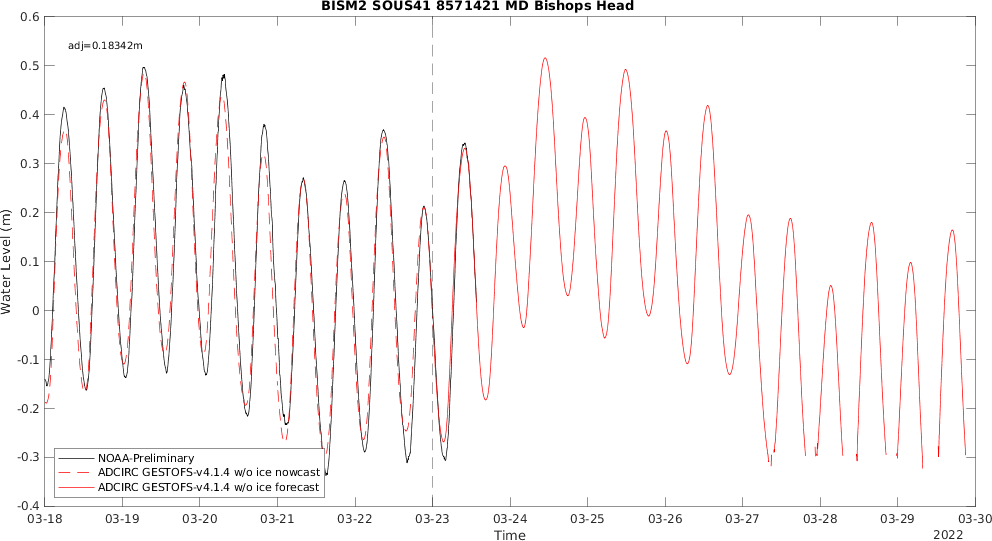 BISM2 SOUS41 8571421 MD Bishops Head
adj=0.18342m
0.6
0.5
0.4
0.3
0.2
0.1
0
-0.1
-0.2
-0.3
-0.4
Water Level (m)
NOAA-Preliminary
ADCIRC GESTOFS-v4.1.4 w/o ice nowcast
ADCIRC GESTOFS-v4.1.4 w/o ice forecast
03-18 03-19 03-20 03-21 03-22 03-23 03-24 03-25 03-26 03-27 03-28 03-29 03-30
Time
2022